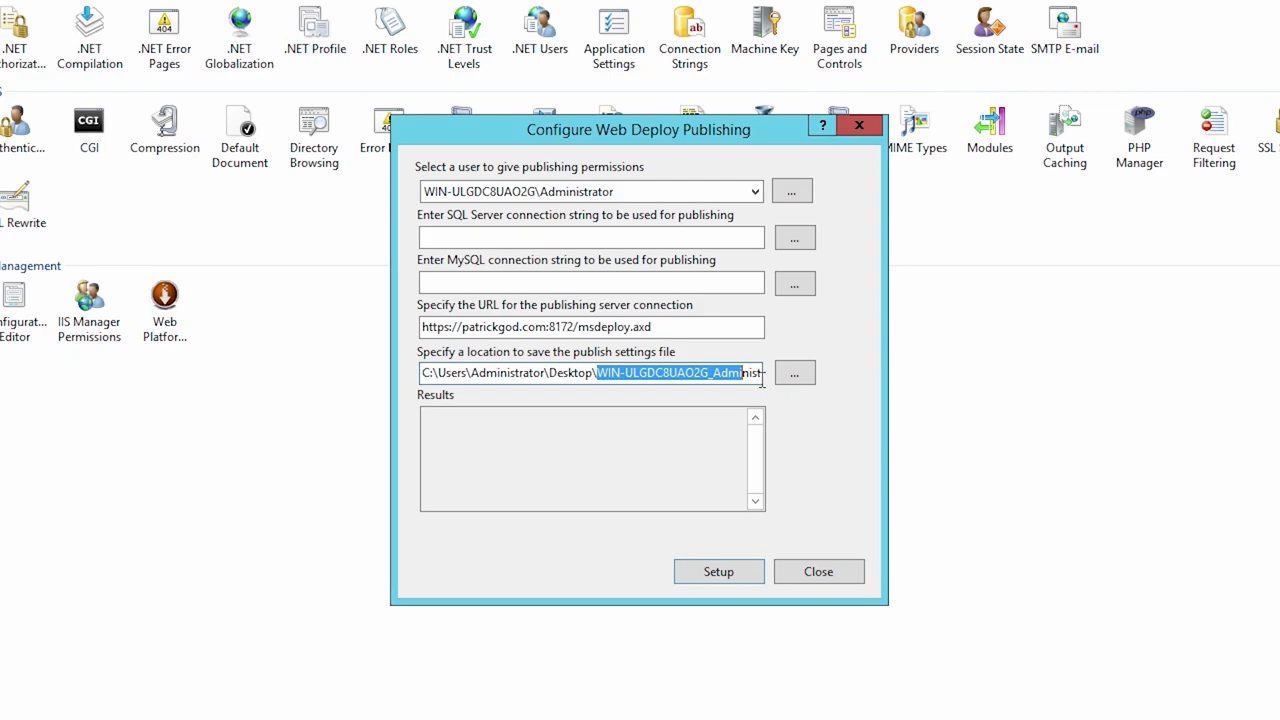 .NET
.NET
.NET Error
.NET
.NET Profile
.NET Roles
.NET Trust
.NET Users
Application
Connection
Machine Key
Pages and
Providers
Session State
SMTP E-mail
horizat...
Compilation
Pages
Globalization
Levels
Settings
Strings
Controls
404
ab
S
CGI
404
thentic...
CGI
Compression
Default
Document
Directory
Browsing
Error
MIME Types
Modules
Output
Caching
PHP
Manager
Request
Filtering
SSL
L Rewrite
anagement
nfigurat...
Editor
IIS Manager
Permissions
Web
Platfor...
Configure Web Deploy Publishing
?
x
Select a user to give publishing permissions
WIN-ULGDC8UAO2G\Administrator
...
Enter SQL Server connection string to be used for publishing
...
Enter MySQL connection string to be used for publishing
...
Specify the URL for the publishing server connection
https://patrickgod.com:8172/msdeploy.axd
Specify a location to save the publish settings file
C:\Users\Administrator\Desktop\WIN-ULGDC8UAO2G_Administ
...
Results
Setup
Close